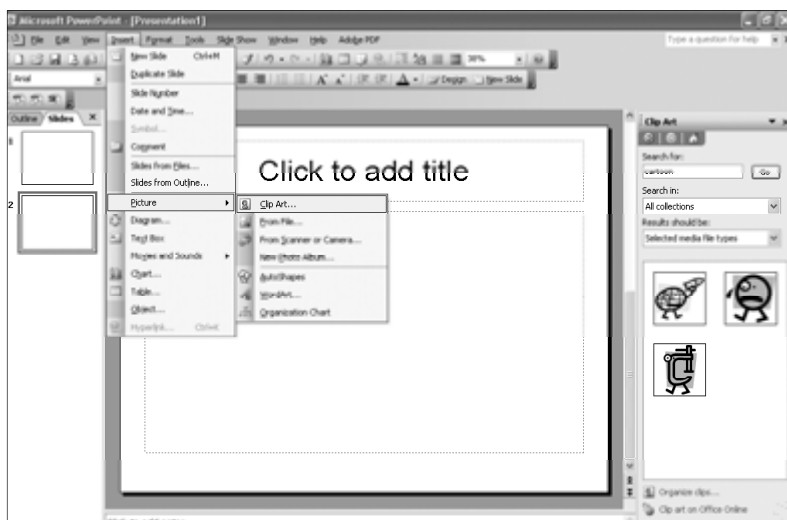 Microsoft PowerPoint - [Presentation1]
File Edit View Insert Format Tools Slide Show Window Help Adobe PDF
Type a question for help
38%
Arial
Design New Slide
Outline Slides
1
2
New Slide Ctrl+M
Duplicate Slide
Slide Number
Date and Time...
Symbol...
Comment
Slides from Files...
Slides from Outline...
Picture
Diagram...
Text Box
Movies and Sounds
Chart...
Table...
Object...
Hyperlink... Ctrl+K
Clip Art...
From File...
From Scanner or Camera...
New Photo Album...
AutoShapes
WordArt...
Organization Chart
Click to add title
Clip Art
Search for:
cartoon
Go
Search in:
All collections
Results should be:
Selected media file types
Organize clips...
Clip art on Office Online